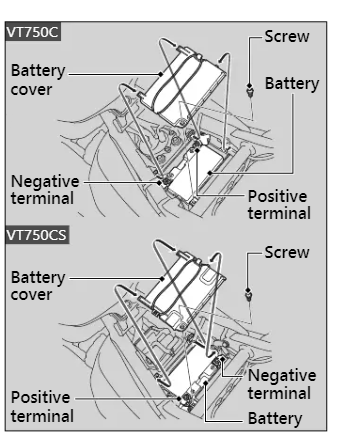 VT750C
Screw
Battery
cover
Battery
Negative
terminal
Positive
terminal
VT750CS
Screw
Battery
cover
Negative
terminal
Positive
terminal
Battery